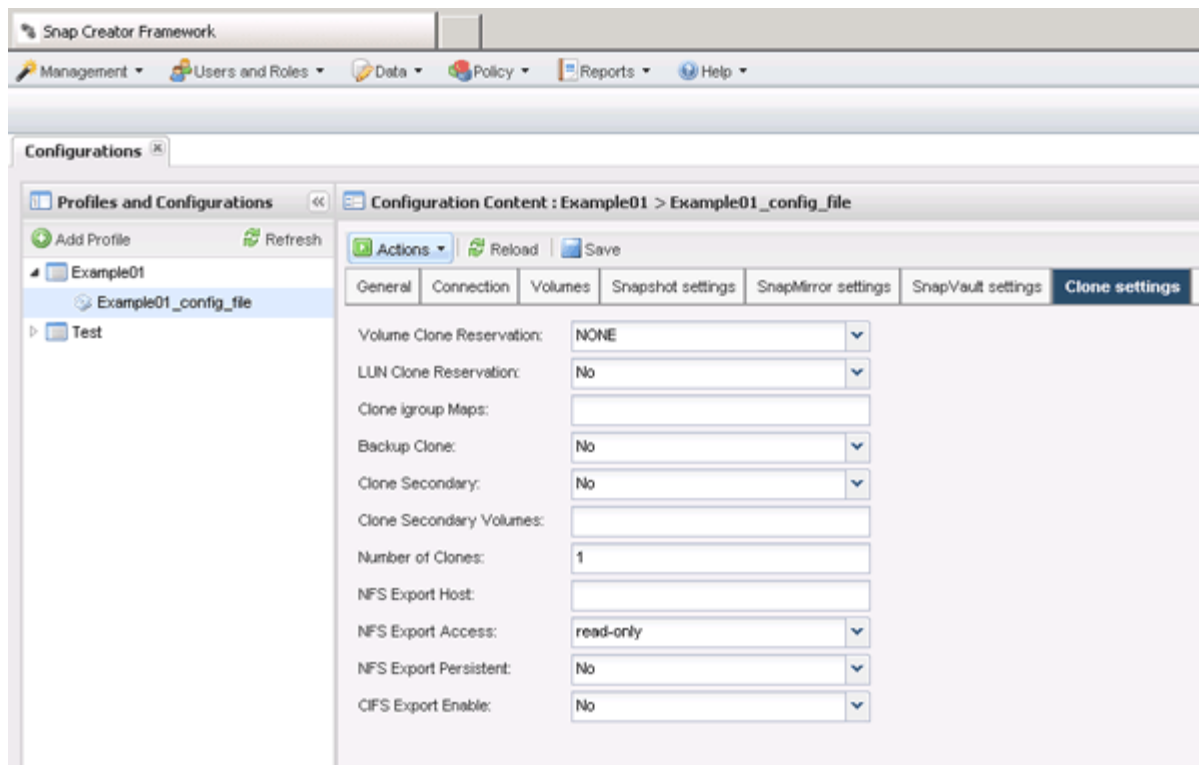 Snap Creator Framework
Management Users and Roles Data Policy Reports Help
Configurations
Profiles and Configurations
Add Profile Refresh
Example01
Example01_config_file
Test
Configuration Content : Example01 > Example01_config_file
Actions Reload Save
General Connection Volumes Snapshot settings SnapMirror settings SnapVault settings Clone settings
Volume Clone Reservation: NONE
LUN Clone Reservation: No
Clone igroup Maps:
Backup Clone: No
Clone Secondary: No
Clone Secondary Volumes:
Number of Clones: 1
NFS Export Host:
NFS Export Access: read-only
NFS Export Persistent: No
CIFS Export Enable: No